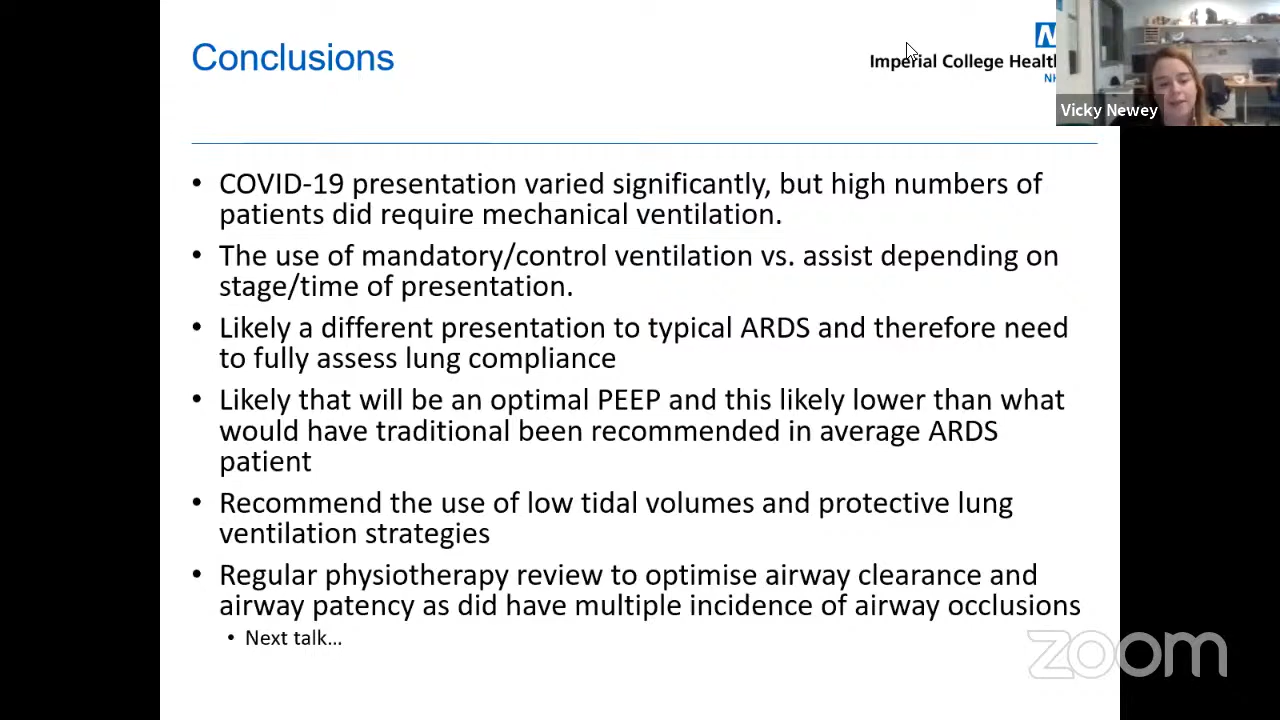 Conclusions
N
Imperial College Health
NH
Vicky Newey
• COVID-19 presentation varied significantly, but high numbers of
patients did require mechanical ventilation.
• The use of mandatory/control ventilation vs. assist depending on
stage/time of presentation.
• Likely a different presentation to typical ARDS and therefore need
to fully assess lung compliance
• Likely that will be an optimal PEEP and this likely lower than what
would have traditional been recommended in average ARDS
patient
• Recommend the use of low tidal volumes and protective lung
ventilation strategies
• Regular physiotherapy review to optimise airway clearance and
airway patency as did have multiple incidence of airway occlusions
• Next talk...
zoom